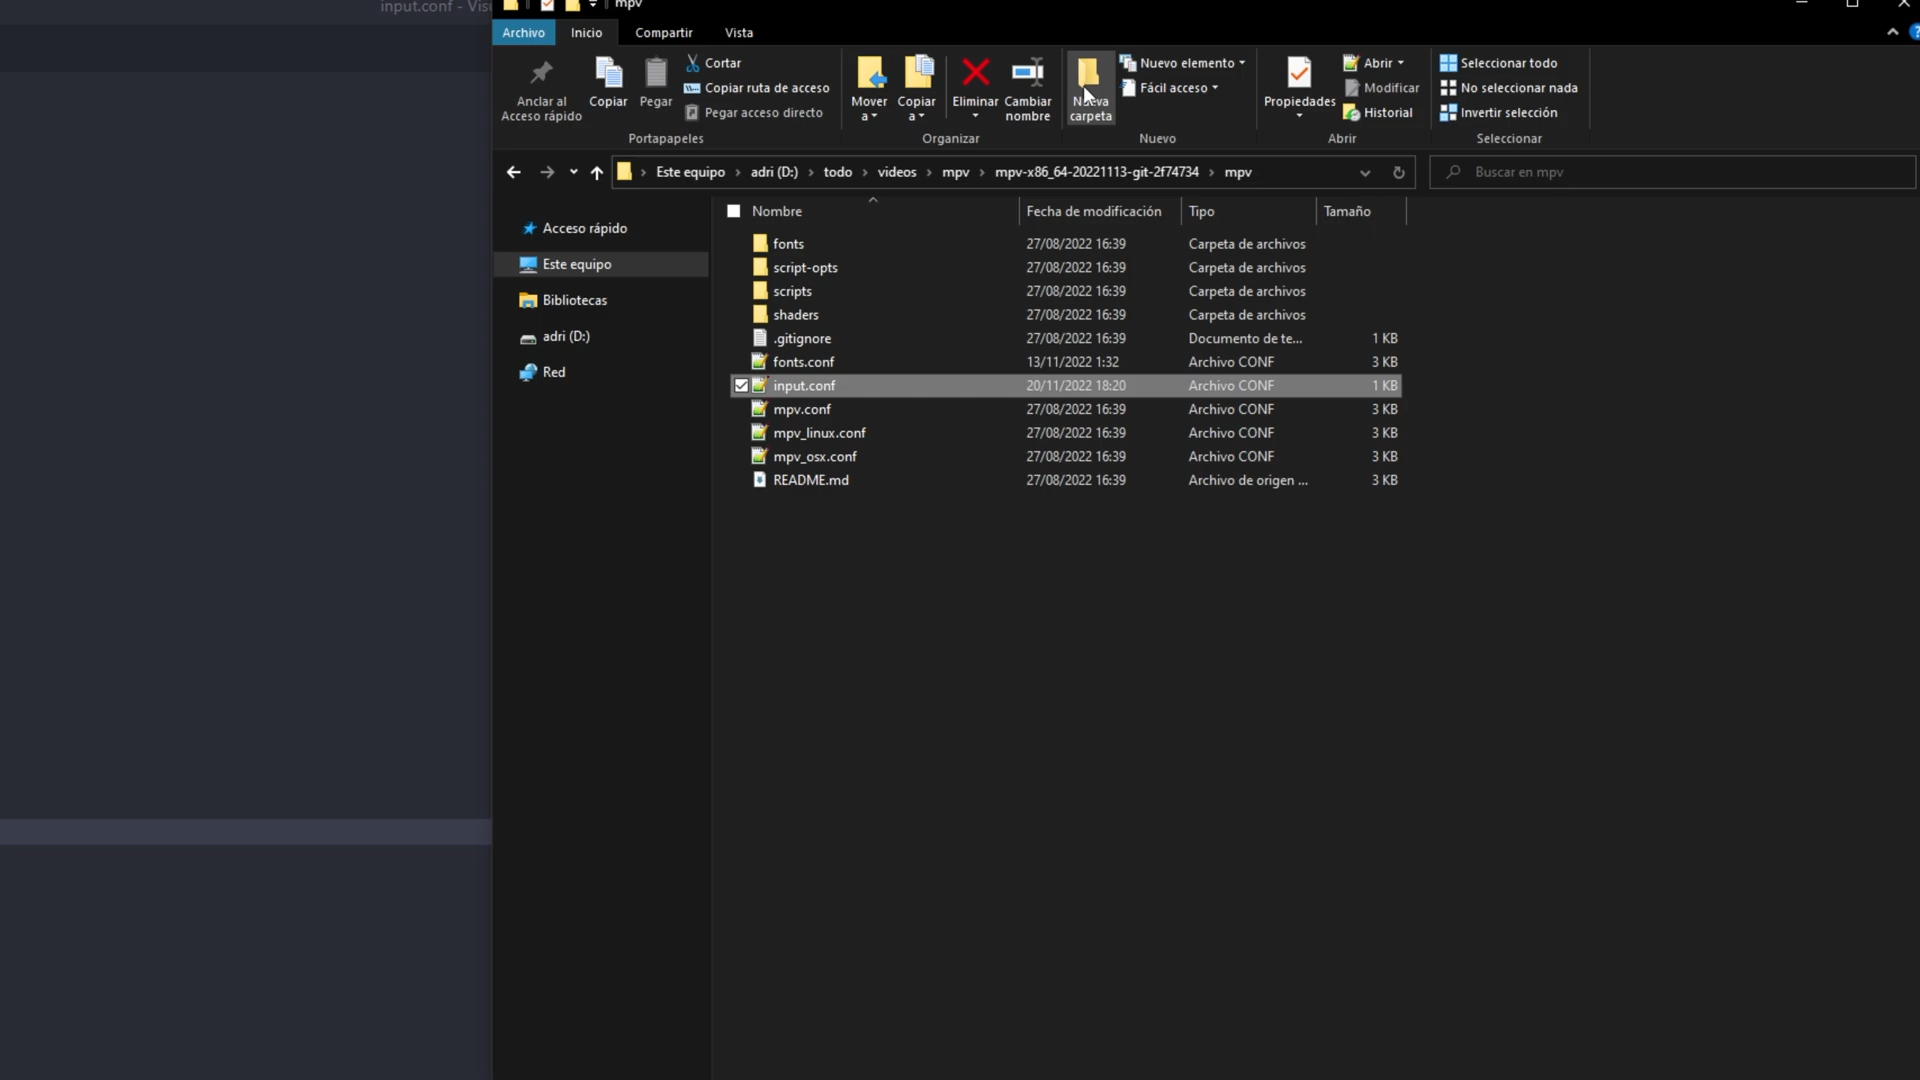 input.conf - Visu
mpv
Archivo Inicio Compartir Vista
Anclar al Acceso rápido
Copiar
Pegar
Cortar
Copiar ruta de acceso
Pegar acceso directo
Portapapeles
Mover a
Copiar a
Eliminar
Cambiar nombre
Organizar
Nueva carpeta
Nuevo elemento
Fácil acceso
Nuevo
Propiedades
Abrir
Modificar
Historial
Abrir
Seleccionar todo
No seleccionar nada
Invertir selección
Seleccionar
Este equipo › adri (D:) › todo › videos › mpv › mpv-x86_64-20221113-git-2f74734 › mpv
Buscar en mpv
Acceso rápido
Este equipo
Bibliotecas
adri (D:)
Red
Nombre Fecha de modificación Tipo Tamaño
fonts 27/08/2022 16:39 Carpeta de archivos
script-opts 27/08/2022 16:39 Carpeta de archivos
scripts 27/08/2022 16:39 Carpeta de archivos
shaders 27/08/2022 16:39 Carpeta de archivos
.gitignore 27/08/2022 16:39 Documento de te... 1 KB
fonts.conf 13/11/2022 1:32 Archivo CONF 3 KB
input.conf 20/11/2022 18:20 Archivo CONF 1 KB
mpv.conf 27/08/2022 16:39 Archivo CONF 3 KB
mpv_linux.conf 27/08/2022 16:39 Archivo CONF 3 KB
mpv_osx.conf 27/08/2022 16:39 Archivo CONF 3 KB
README.md 27/08/2022 16:39 Archivo de origen ... 3 KB